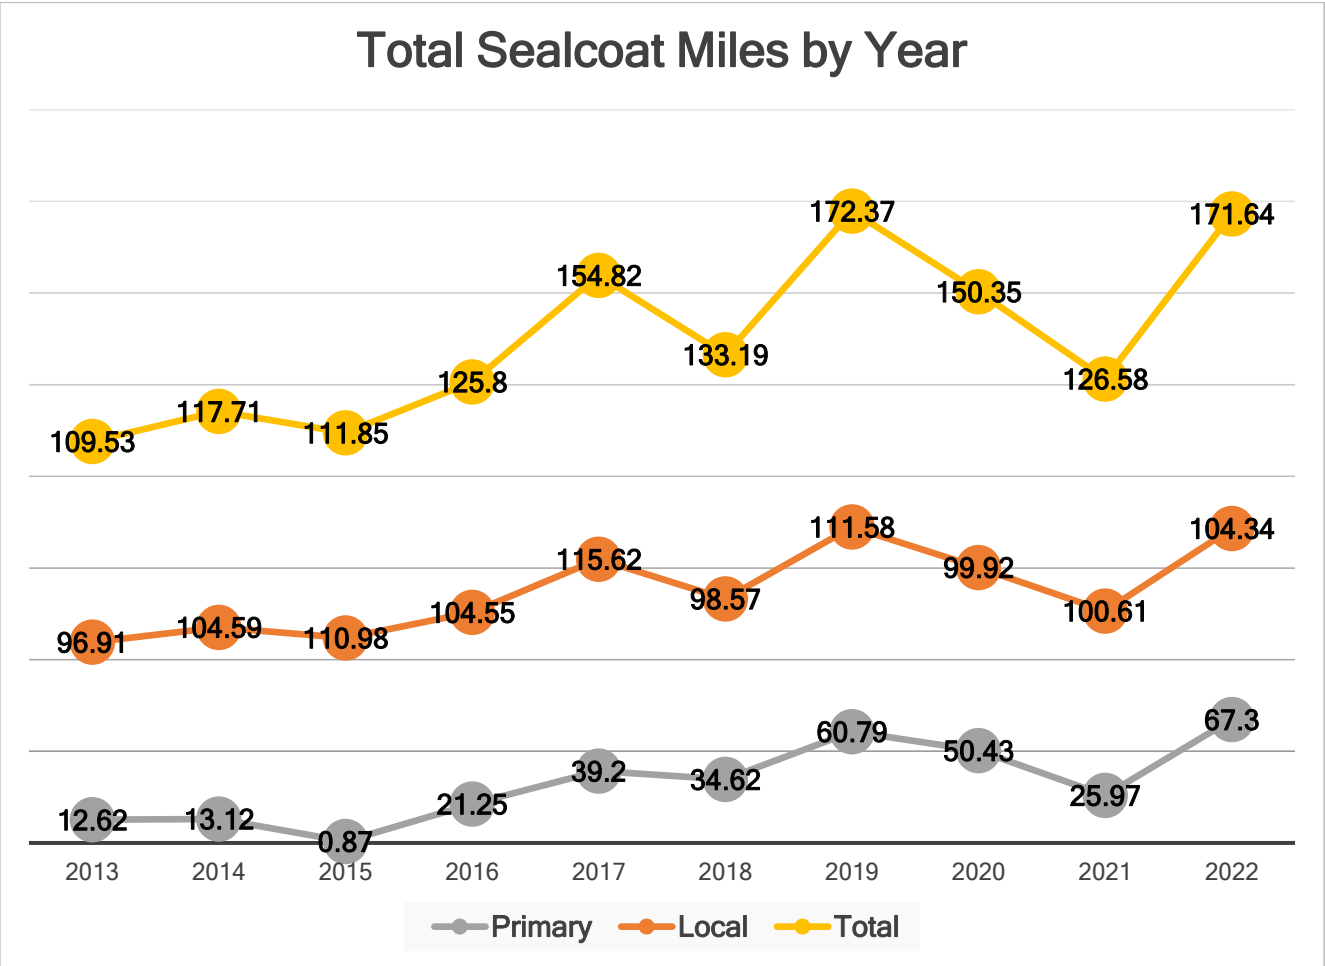 Total Sealcoat Miles by Year
109.53 117.71 111.85 125.8 154.82 133.19 172.37 150.35 126.58 171.64
96.91 104.59 110.98 104.55 115.62 98.57 111.58 99.92 100.61 104.34
12.62 13.12 0.87 21.25 39.2 34.62 60.79 50.43 25.97 67.3
2013 2014 2015 2016 2017 2018 2019 2020 2021 2022
Primary Local Total